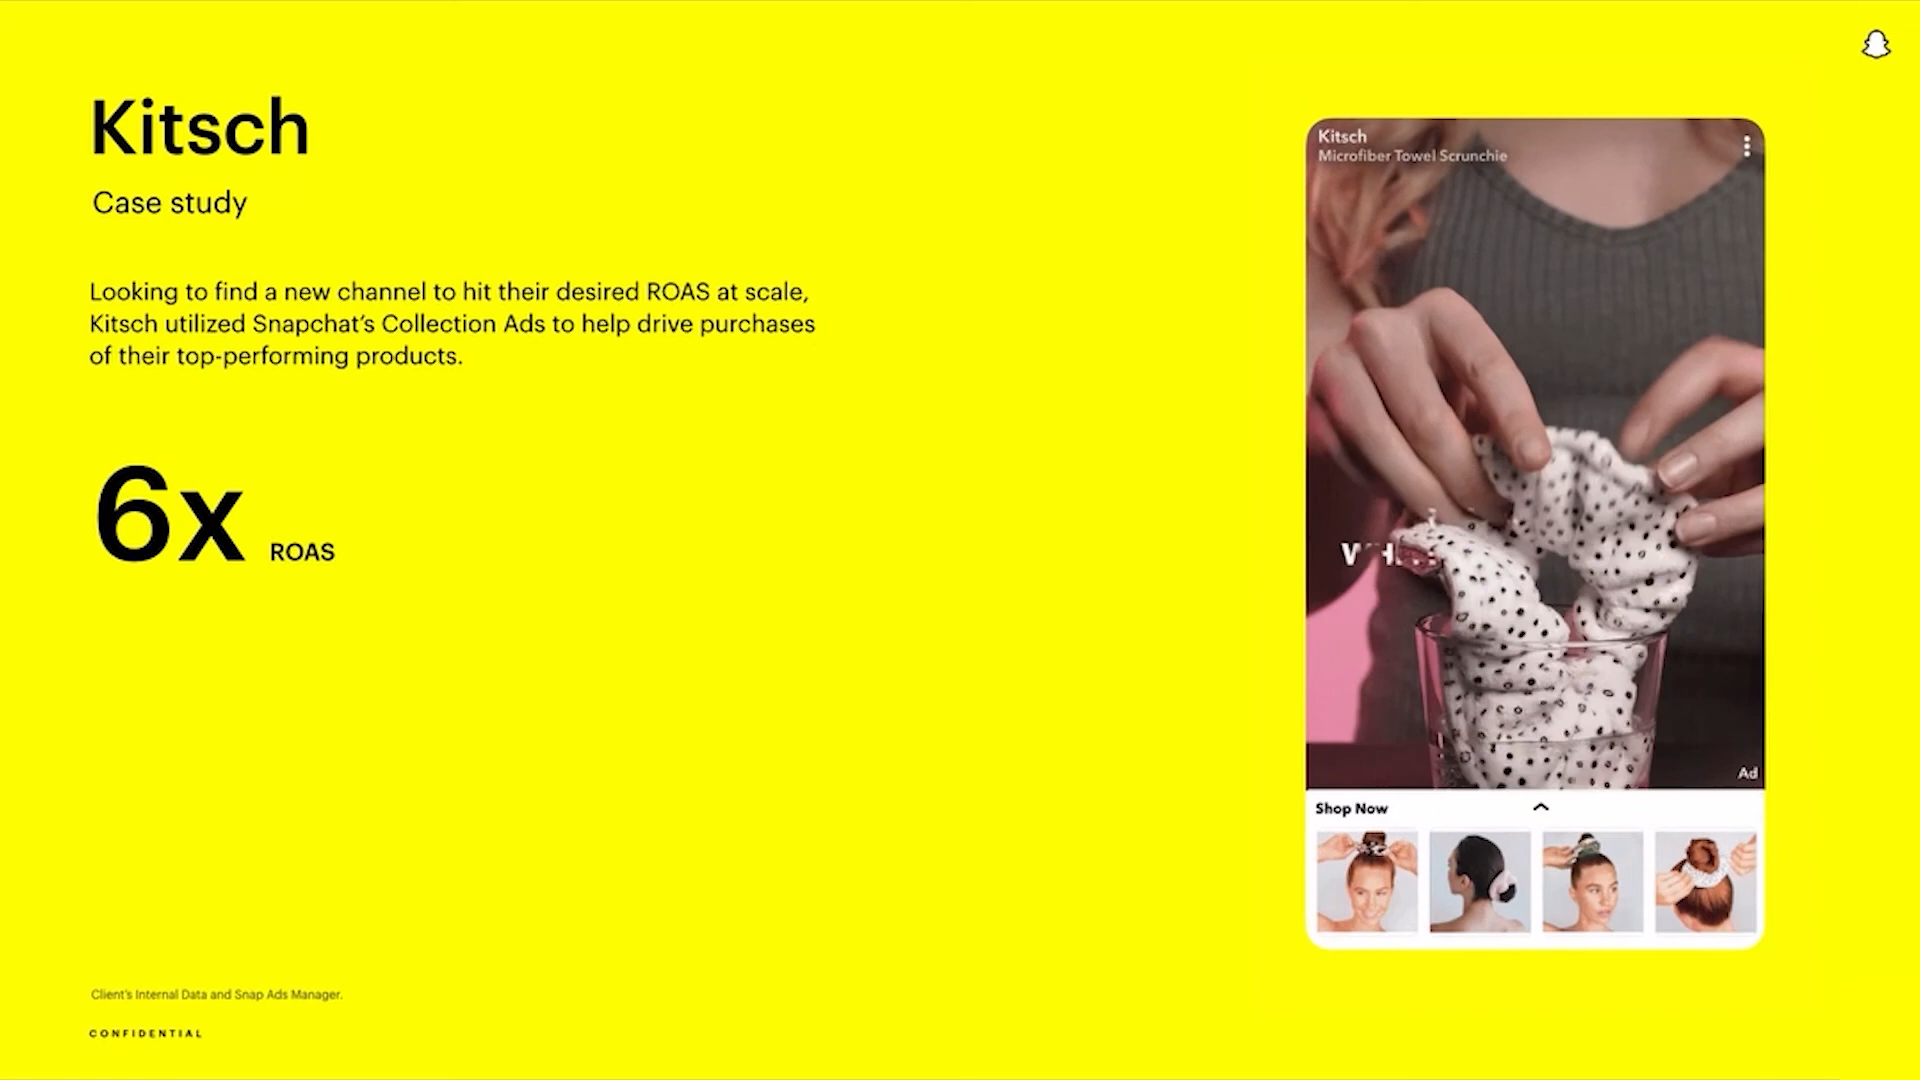 Kitsch
Case study
Looking to find a new channel to hit their desired ROAS at scale,
Kitsch utilized Snapchat's Collection Ads to help drive purchases
of their top-performing products.
6x ROAS
Client's Internal Data and Snap Ads Manager.
CONFIDENTIAL
Kitsch
Microfiber Towel Scrunchie
Ad
Shop Now